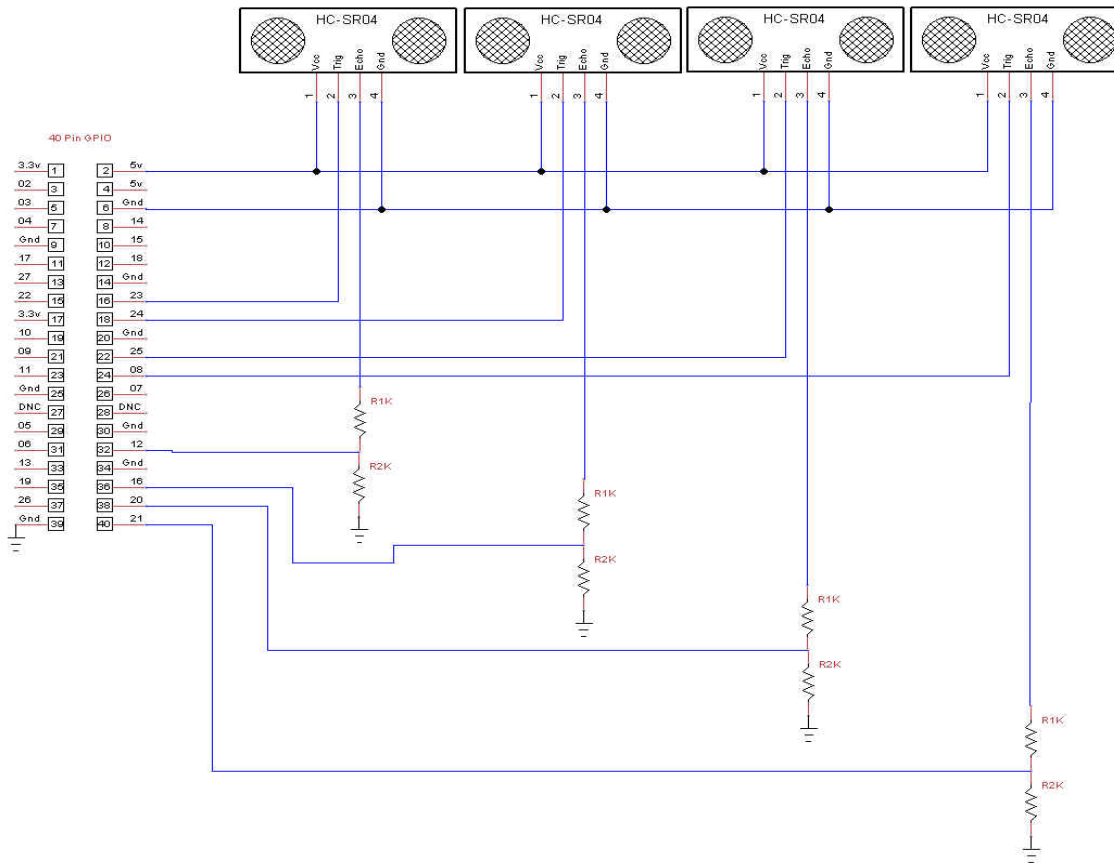 HC-SR04 HC-SR04 HC-SR04 HC-SR04
Vcc Trig Echo Gnd Vcc Trig Echo Gnd Vcc Trig Echo Gnd Vcc Trig Echo Gnd
1 2 3 4 1 2 3 4 1 2 3 4 1 2 3 4
40 Pin GPIO
3.3v 1 2 5v
02 3 4 5v
03 5 6 Gnd
04 7 8 14
Gnd 9 10 15
17 11 12 18
27 13 14 Gnd
22 15 16 23
3.3v 17 18 24
10 19 20 Gnd
09 21 22 25
11 23 24 08
Gnd 25 26 07
DNC 27 28 DNC
05 29 30 Gnd
06 31 32 12
13 33 34 Gnd
19 35 36 16
26 37 38 20
Gnd 39 40 21
R1K
R2K
R1K
R2K
R1K
R2K
R1K
R2K